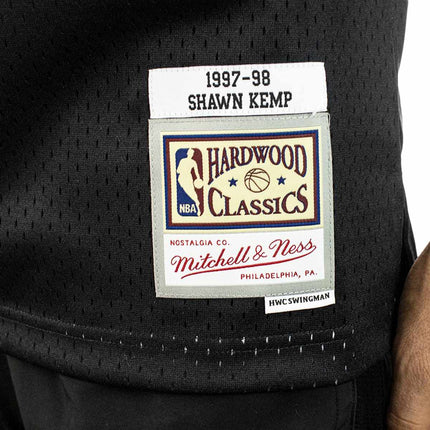 1997-98
SHAWN KEMP
HARDWOOD
CLASSICS
NBA
NOSTALGIA CO.
Mitchell & Ness
PHILADELPHIA, PA.
HWC SWINGMAN